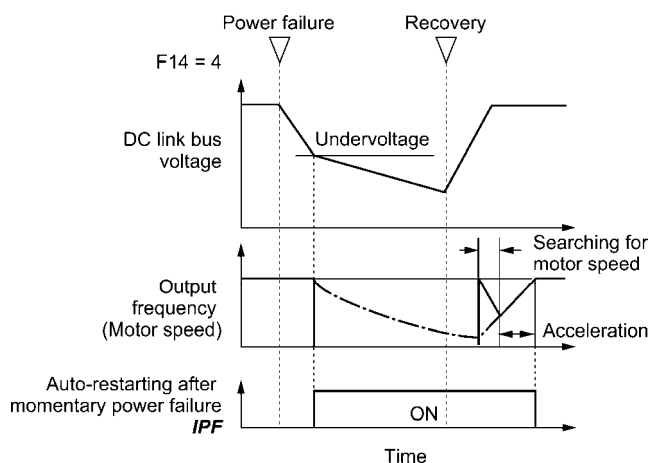 Power failure
Recovery
F14 = 4
DC link bus
voltage
Undervoltage
Searching for
motor speed
Output
frequency
(Motor speed)
Acceleration
Auto-restarting after
momentary power failure
IPF
ON
Time